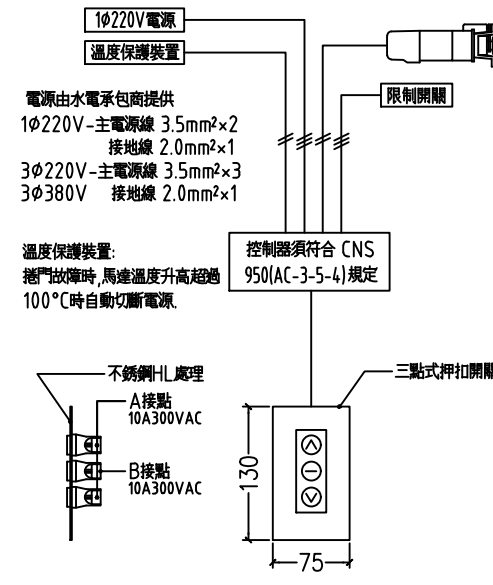 1φ220V電源
溫度保護裝置
限制開關
電源由水電承包商提供
1φ220V-主電源線 3.5mm²×2
接地線 2.0mm²×1
3φ220V-主電源線 3.5mm²×3
3φ380V 接地線 2.0mm²×1
溫度保護裝置:
捲門故障時,馬達溫度升高超過
100°C時自動切斷電源.
控制器須符合 CNS
950(AC-3-5-4)規定
不銹鋼HL處理
A接點
10A300VAC
B接點
10A300VAC
三點式押扣開關
130
75